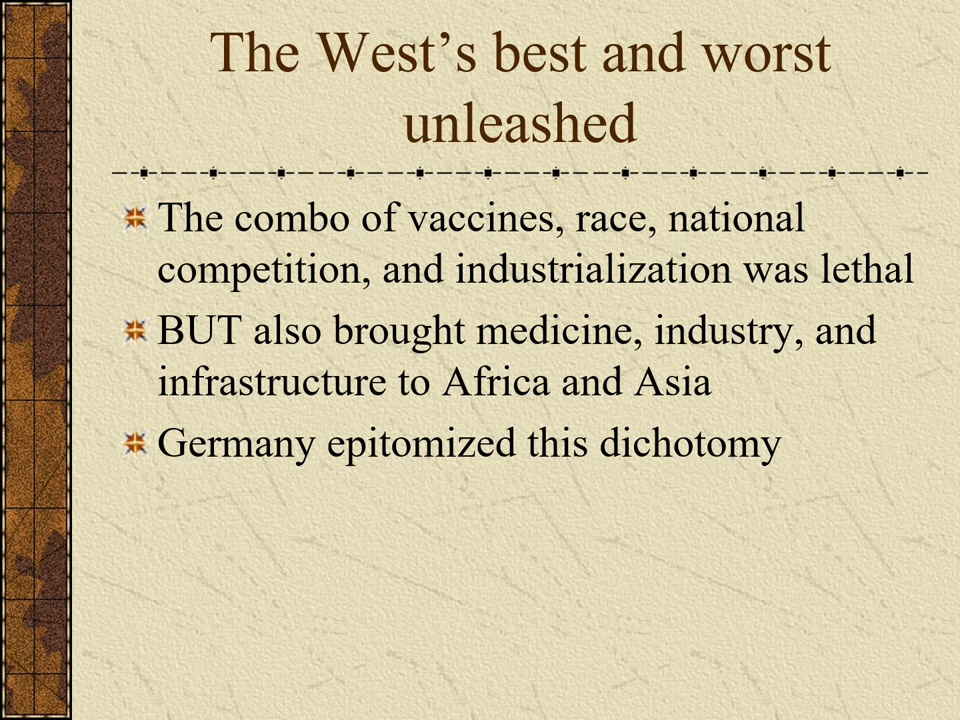 The West’s best and worst
unleashed
The combo of vaccines, race, national
competition, and industrialization was lethal
BUT also brought medicine, industry, and
infrastructure to Africa and Asia
Germany epitomized this dichotomy